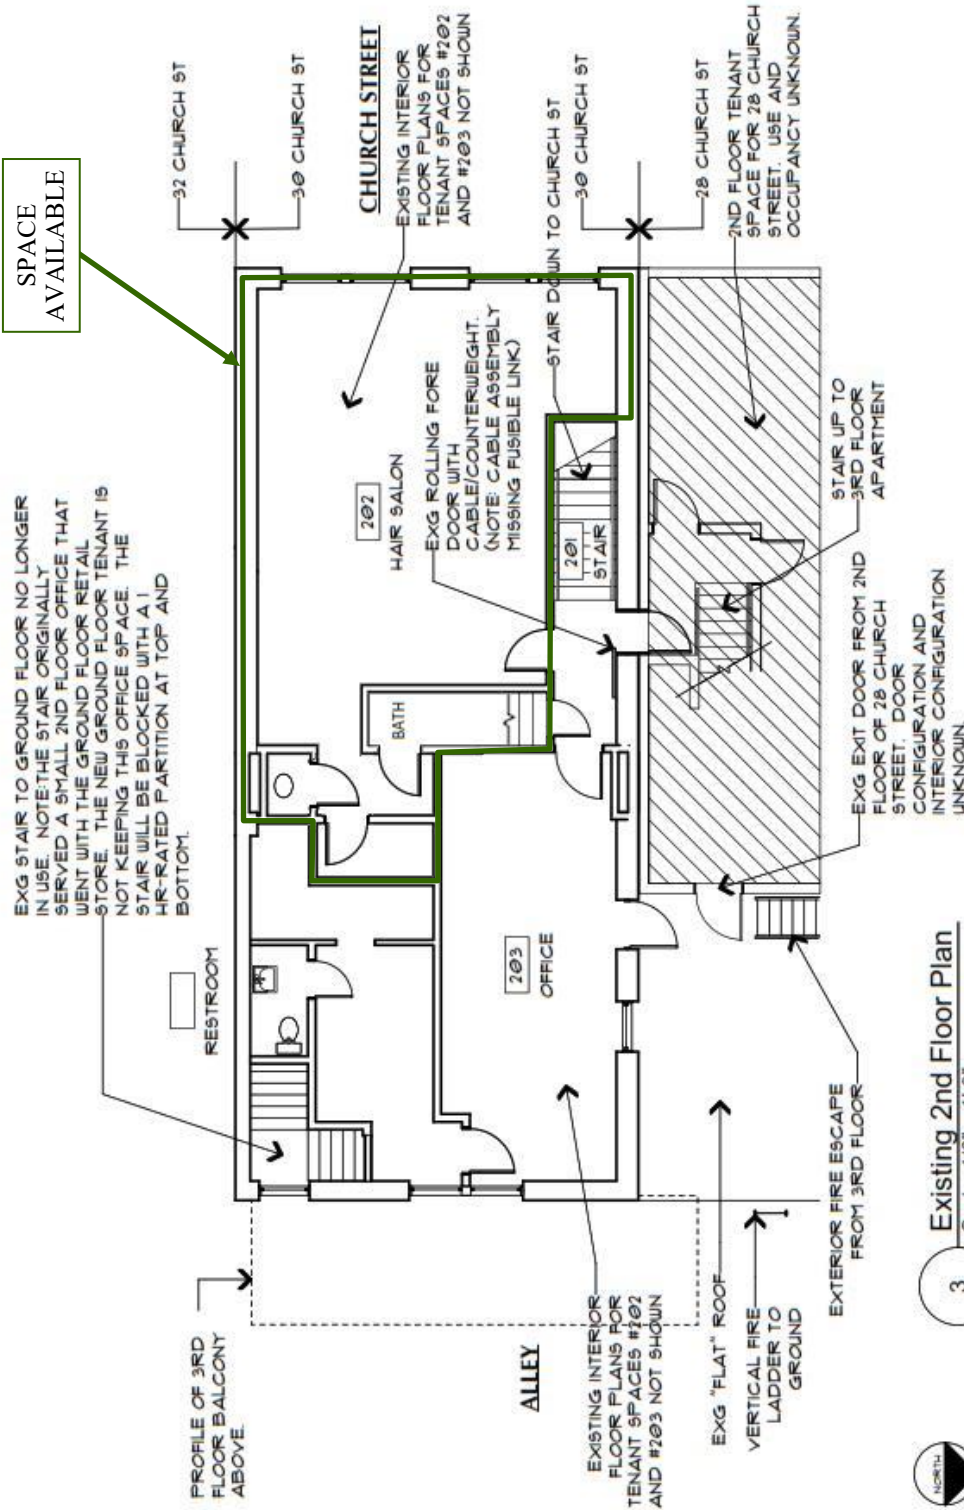 SPACE
AVAILABLE
EXG STAIR TO GROUND FLOOR NO LONGER
IN USE. NOTE:THE STAIR ORIGINALLY
SERVED A SMALL 2ND FLOOR OFFICE THAT
WENT WITH THE GROUND FLOOR RETAIL
STORE. THE NEW GROUND FLOOR TENANT IS
NOT KEEPING THIS OFFICE SPACE. THE
STAIR WILL BE BLOCKED WITH A 1
HR-RATED PARTITION AT TOP AND
BOTTOM.
32 CHURCH ST
30 CHURCH ST
CHURCH STREET
EXISTING INTERIOR
FLOOR PLANS FOR
TENANT SPACES #202
AND #203 NOT SHOWN
STAIR DOWN TO CHURCH ST
30 CHURCH ST
28 CHURCH ST
2ND FLOOR TENANT
SPACE FOR 28 CHURCH
STREET. USE AND
OCCUPANCY UNKNOWN.
RESTROOM
202
HAIR SALON
EXG ROLLING FORE
DOOR WITH
CABLE/COUNTERWEIGHT.
(NOTE: CABLE ASSEMBLY
MISSING FUSIBLE LINK)
BATH
201
STAIR
203
OFFICE
STAIR UP TO
3RD FLOOR
APARTMENT
EXG EXIT DOOR FROM 2ND
FLOOR OF 28 CHURCH
STREET. DOOR
CONFIGURATION AND
INTERIOR CONFIGURATION
UNKNOWN.
PROFILE OF 3RD
FLOOR BALCONY
ABOVE.
ALLEY
EXISTING INTERIOR
FLOOR PLANS FOR
TENANT SPACES #202
AND #203 NOT SHOWN
EXG "FLAT" ROOF
VERTICAL FIRE
LADDER TO
GROUND
EXTERIOR FIRE ESCAPE
FROM 3RD FLOOR
3
Existing 2nd Floor Plan
NORTH